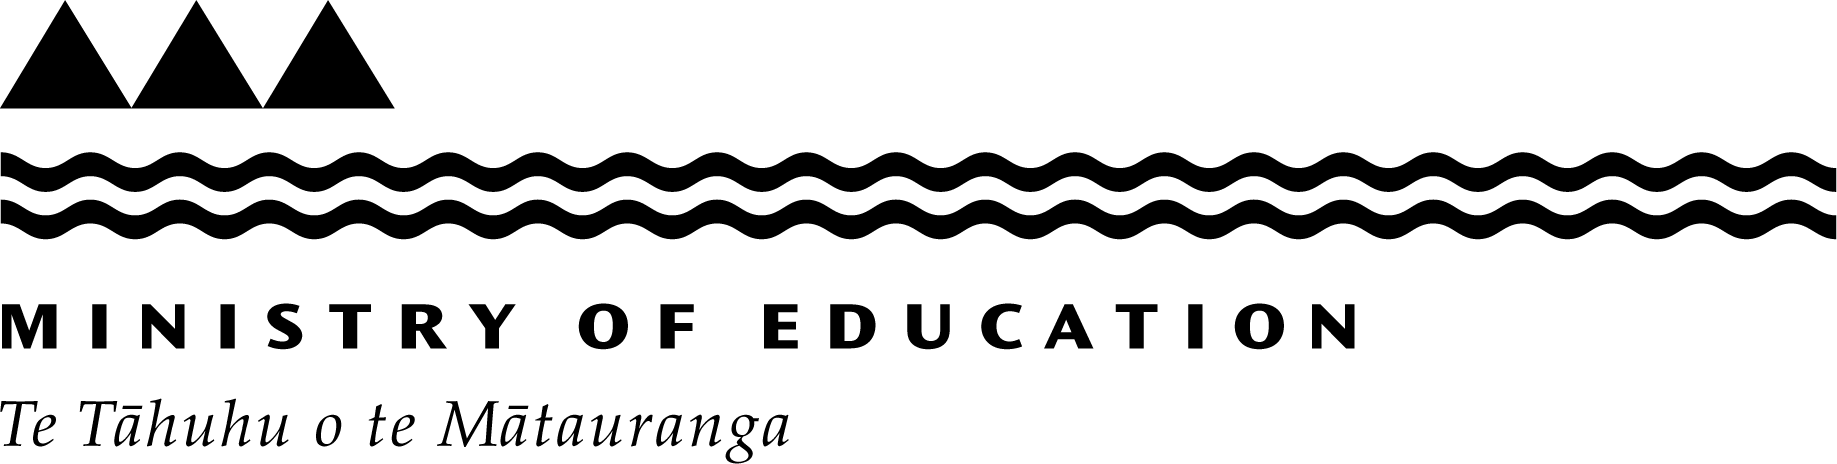 MINISTRY OF EDUCATION
Te Tāhuhu o te Mātauranga